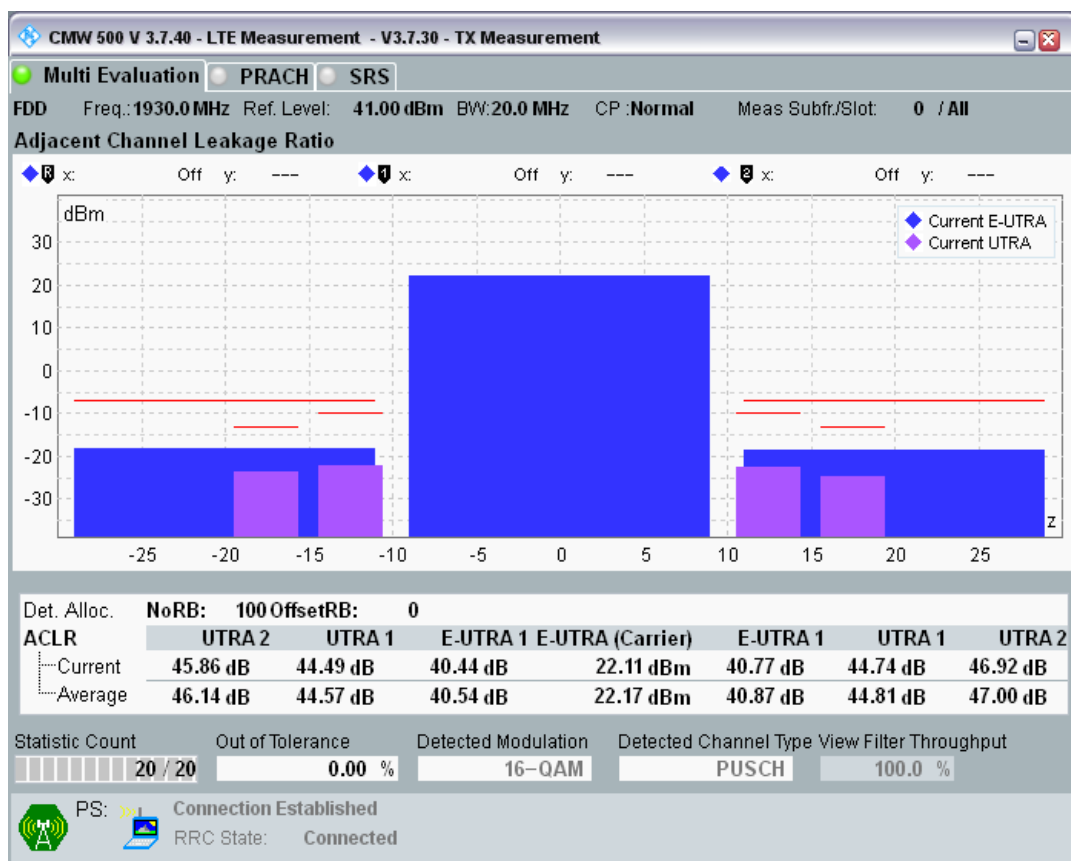 CMW 500 V 3.7.40 - LTE Measurement - V3.7.30 - TX Measurement
Multi Evaluation PRACH SRS
FDD Freq.: 1930.0 MHz Ref. Level: 41.00 dBm BW: 20.0 MHz CP : Normal Meas Subfr./Slot: 0 / All
Adjacent Channel Leakage Ratio
R x: Off y: --- 1 x: Off y: --- 2 x: Off y: ---
dBm
Current E-UTRA
Current UTRA
30
20
10
0
-10
-20
-30
z
-25 -20 -15 -10 -5 0 5 10 15 20 25
Det. Alloc. NoRB: 100 OffsetRB: 0
ACLR UTRA 2 UTRA 1 E-UTRA 1 E-UTRA (Carrier) E-UTRA 1 UTRA 1 UTRA 2
Current 45.86 dB 44.49 dB 40.44 dB 22.11 dBm 40.77 dB 44.74 dB 46.92 dB
Average 46.14 dB 44.57 dB 40.54 dB 22.17 dBm 40.87 dB 44.81 dB 47.00 dB
Statistic Count Out of Tolerance Detected Modulation Detected Channel Type View Filter Throughput
20 / 20 0.00 % 16-QAM PUSCH 100.0 %
PS: Connection Established
RRC State: Connected